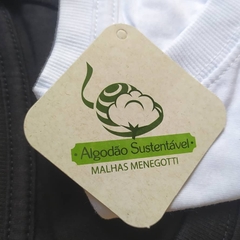 Algodão Sustentável
MALHAS MENEGOTTI